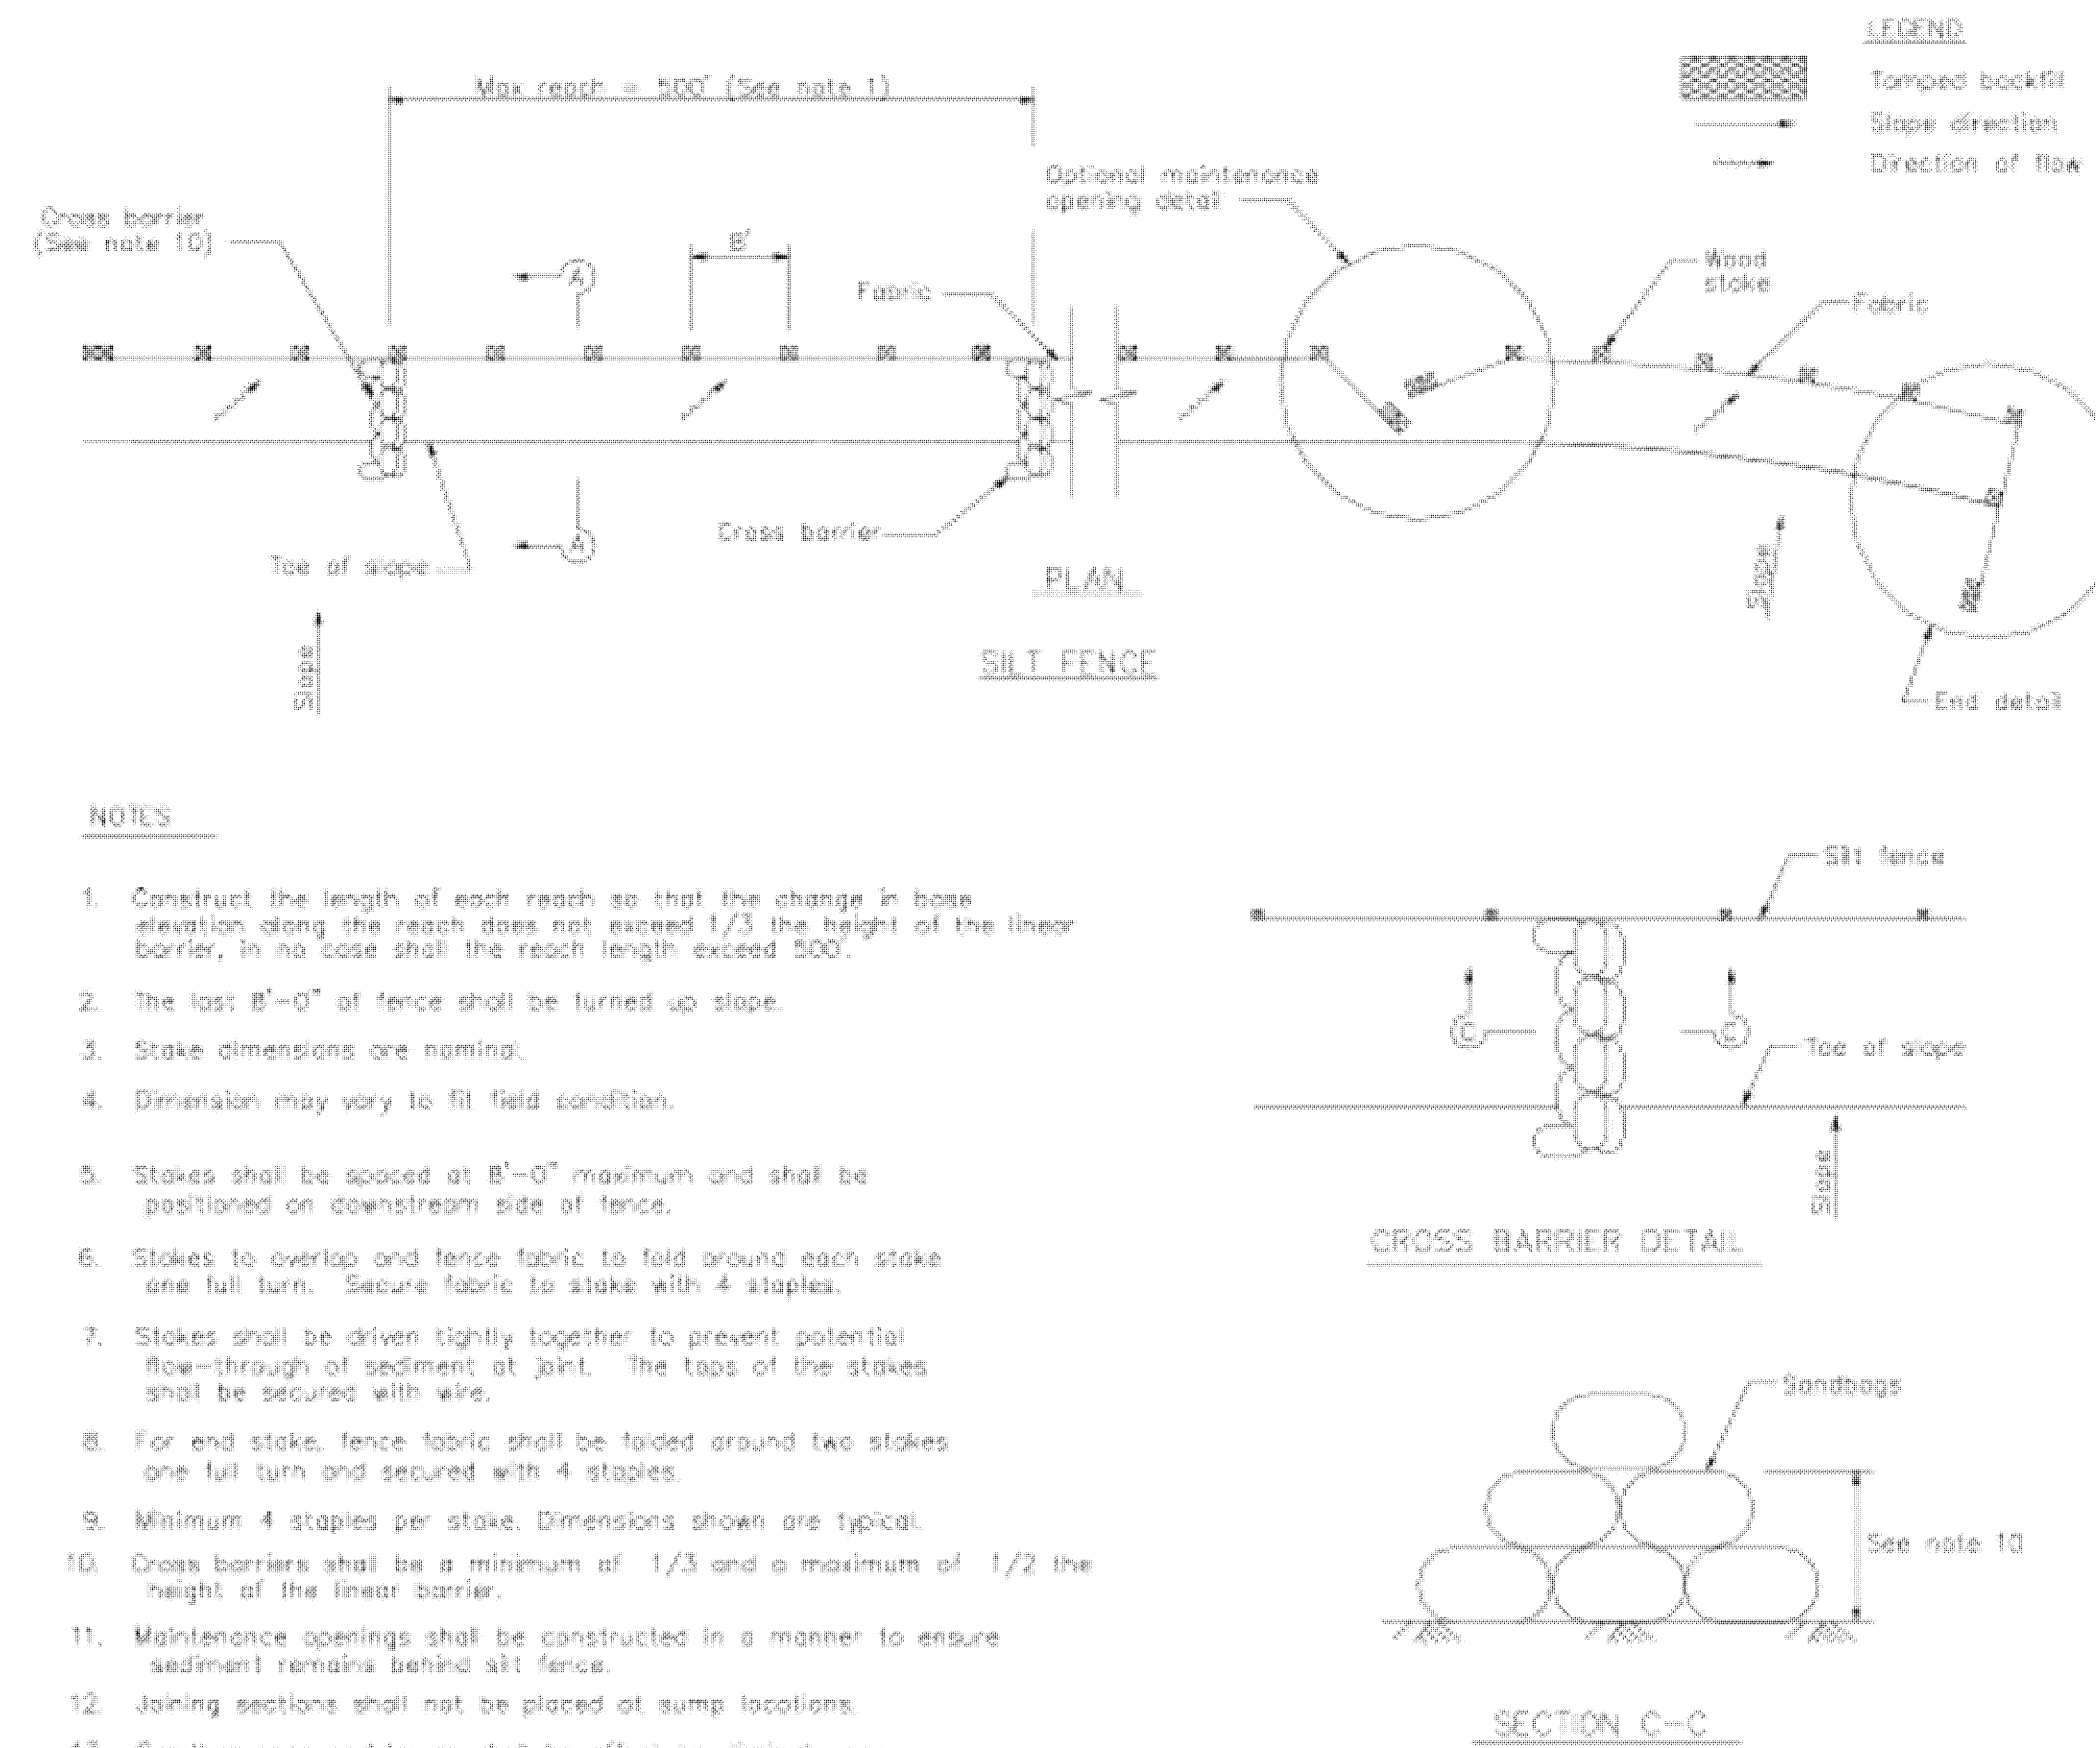 LEGEND
Tamped backfill
Slope direction
Direction of flow
Max reach = 500' (See note 1)
Optional maintenance
opening detail
Cross barrier
(See note 10)
8'
A
Fabric
Wood
stake
Fabric
Cross barrier
A
Toe of slope
PLAN
Slope
Slope
SILT FENCE
End detail
NOTES
1. Construct the length of each reach so that the change in base
elevation along the reach does not exceed 1/3 the height of the linear
barrier, in no case shall the reach length exceed 500'.
2. The last 8'-0" of fence shall be turned up slope.
3. Stake dimensions are nominal.
4. Dimension may vary to fit field condition.
5. Stakes shall be spaced at 8'-0" maximum and shall be
positioned on downstream side of fence.
6. Stakes to overlap and fence fabric to fold around each stake
one full turn. Secure fabric to stake with 4 staples.
7. Stakes shall be driven tightly together to prevent potential
flow-through of sediment at joint. The tops of the stakes
shall be secured with wire.
8. For end stake, fence fabric shall be folded around two stakes
one full turn and secured with 4 staples.
9. Minimum 4 staples per stake. Dimensions shown are typical.
10. Cross barriers shall be a minimum of 1/3 and a maximum of 1/2 the
height of the linear barrier.
11. Maintenance openings shall be constructed in a manner to ensure
sediment remains behind silt fence.
12. Joining sections shall not be placed at sump locations.
Silt fence
C
C
Toe of slope
Slope
CROSS BARRIER DETAIL
Sandbags
See note 10
SECTION C-C